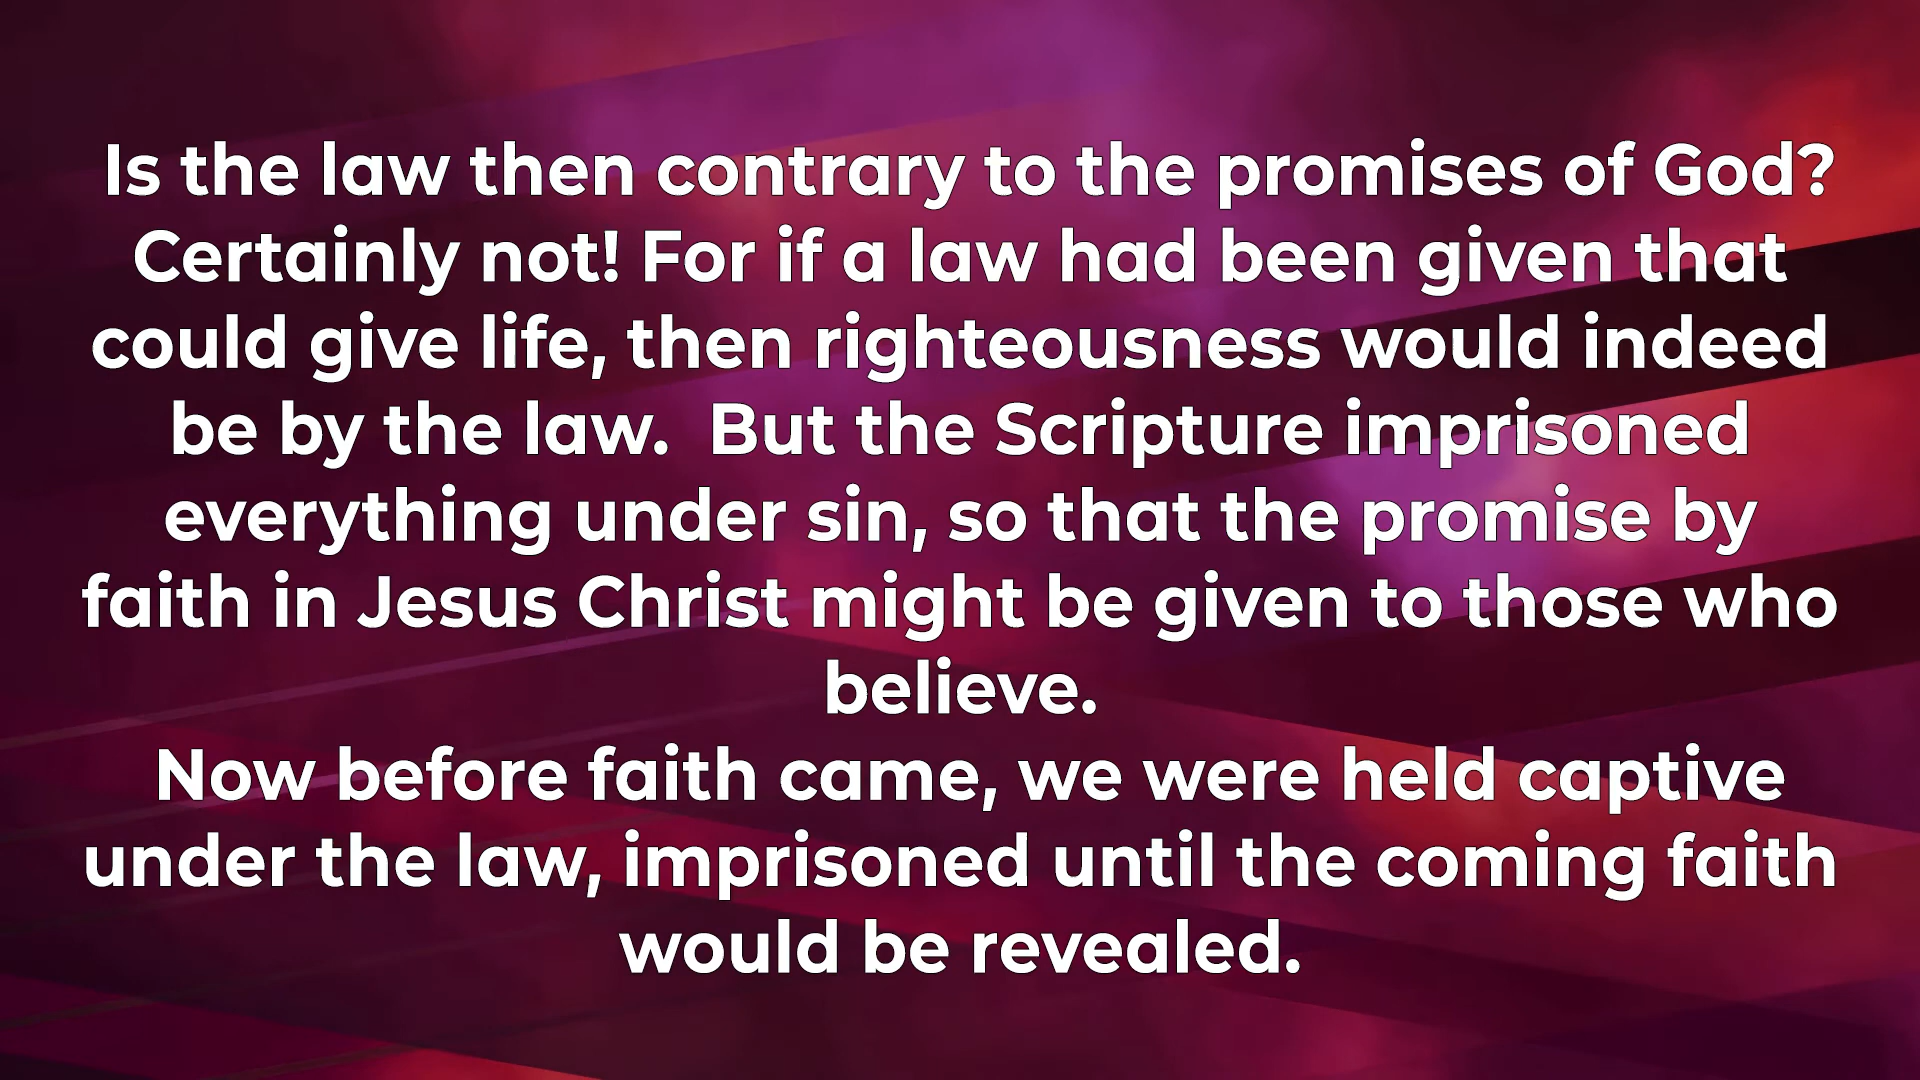 Is the law then contrary to the promises of God?
Certainly not! For if a law had been given that
could give life, then righteousness would indeed
be by the law.  But the Scripture imprisoned
everything under sin, so that the promise by
faith in Jesus Christ might be given to those who
believe.
Now before faith came, we were held captive
under the law, imprisoned until the coming faith
would be revealed.